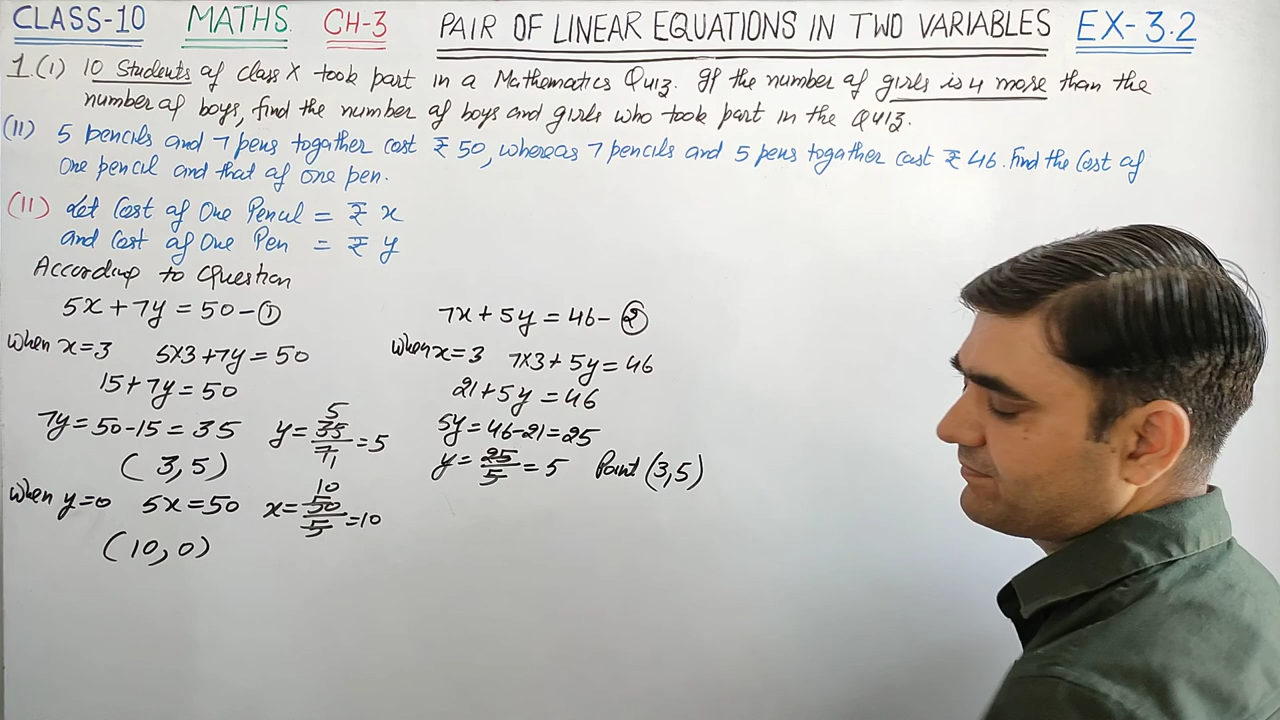 CLASS-10 MATHS CH-3 PAIR OF LINEAR EQUATIONS IN TWO VARIABLES EX-3.2
1.(I) 10 Students of class X took part in a Mathematics Quiz. If the number of girls is 4 more than the
number of boys, find the number of boys and girls who took part in the Quiz.
(II) 5 pencils and 7 pens togather cost ₹ 50, whereas 7 pencils and 5 pens togather cost ₹ 46. Find the Cost of
One pencil and that of One pen.
(II) Let Cost of One Pencil = ₹ x
and Cost of One Pen = ₹ y
According to Question
5x + 7y = 50 - ①
when x=3 5×3+7y = 50
15 + 7y = 50
7y = 50-15 = 35 y = 35/7 = 5
5
1
(3,5)
when y=0 5x = 50 x = 50/5 = 10
10
(10,0)
7x + 5y = 46 - ②
when x=3 7×3 + 5y = 46
21 + 5y = 46
5y = 46-21 = 25
y = 25/5 = 5 Point (3,5)